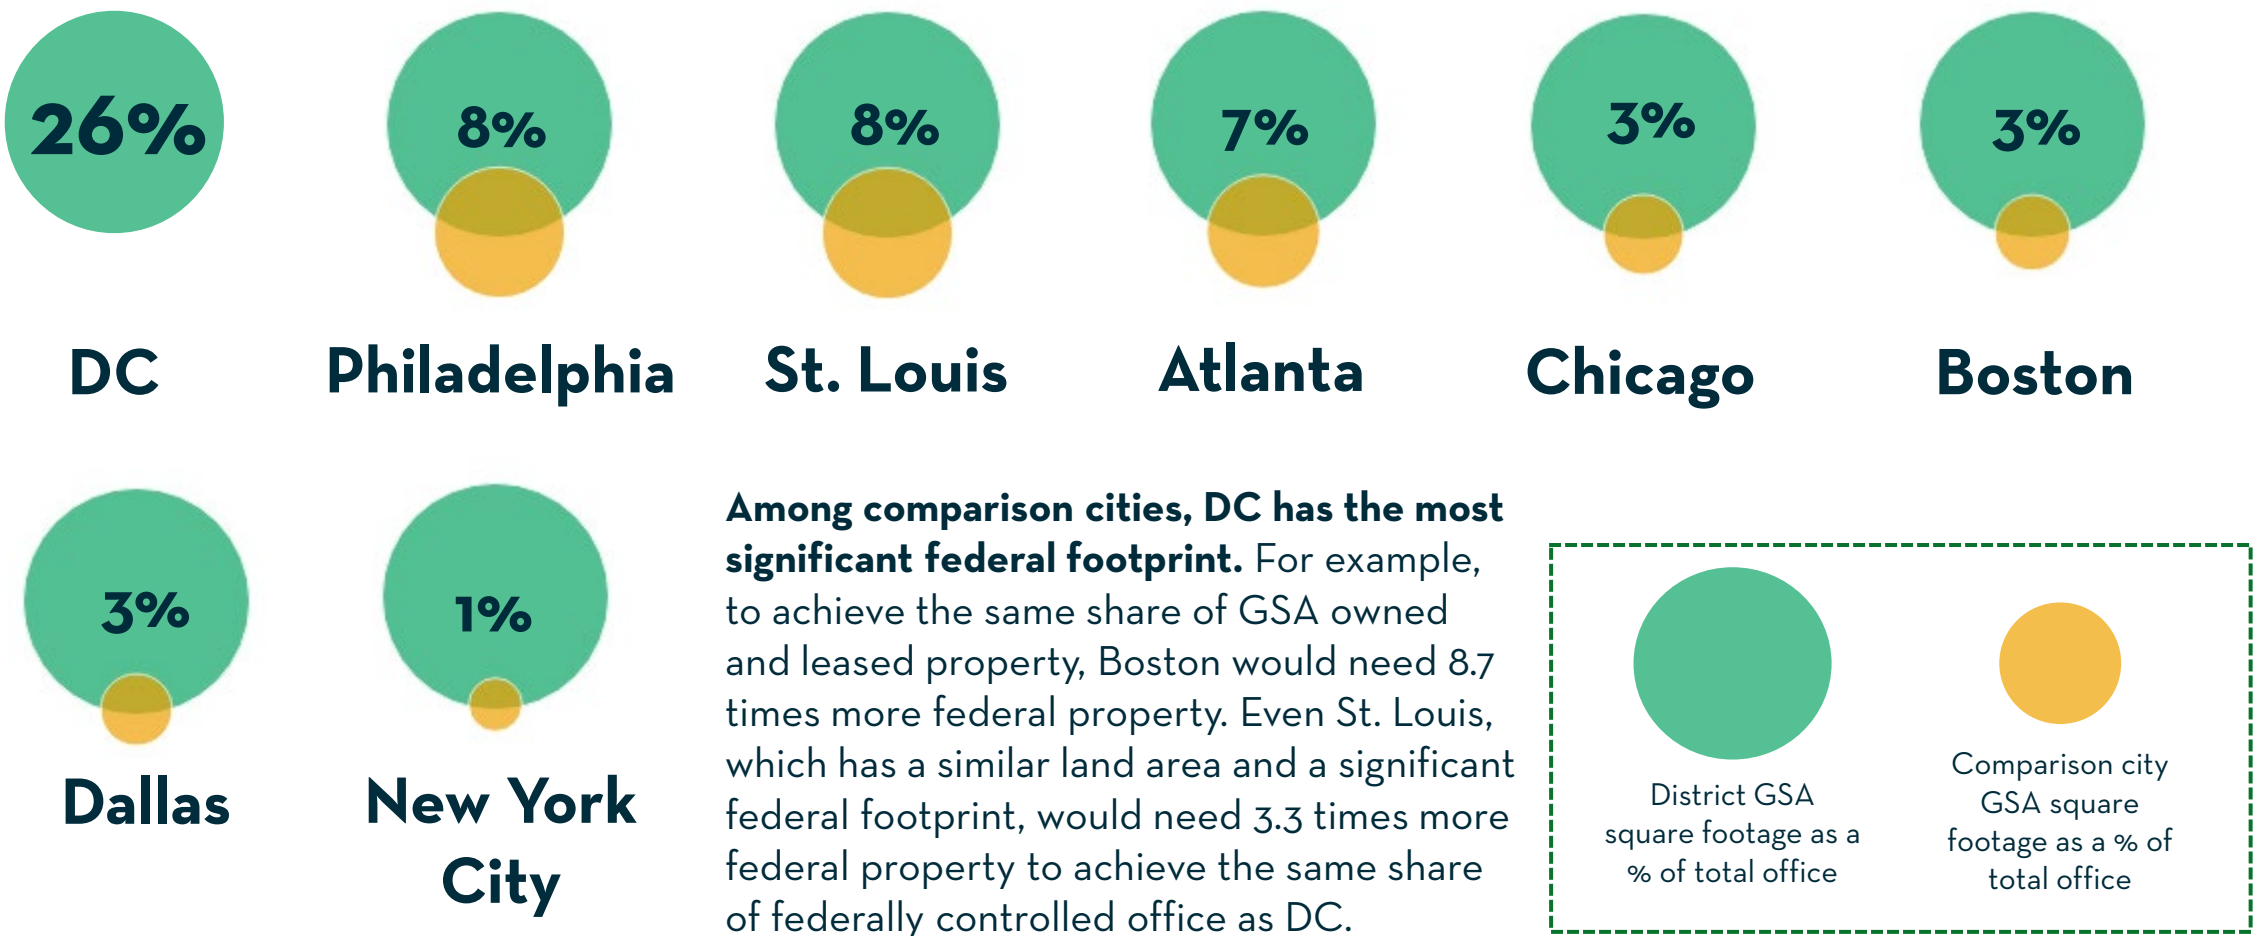 26%
8%
8%
7%
3%
3%
DC
Philadelphia
St. Louis
Atlanta
Chicago
Boston
3%
1%
Dallas
New York
City
Among comparison cities, DC has the most
significant federal footprint. For example,
to achieve the same share of GSA owned
and leased property, Boston would need 8.7
times more federal property. Even St. Louis,
which has a similar land area and a significant
federal footprint, would need 3.3 times more
federal property to achieve the same share
of federally controlled office as DC.
District GSA
square footage as a
% of total office
Comparison city
GSA square
footage as a % of
total office